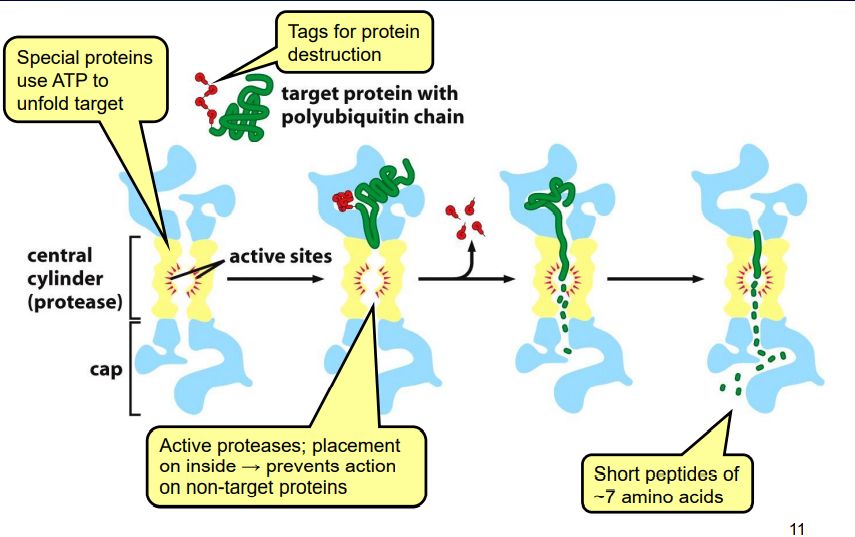 Special proteins
use ATP to
unfold target
Tags for protein
destruction
target protein with
polyubiquitin chain
central
cylinder
(protease)
active sites
cap
Active proteases; placement
on inside → prevents action
on non-target proteins
Short peptides of
~7 amino acids
11